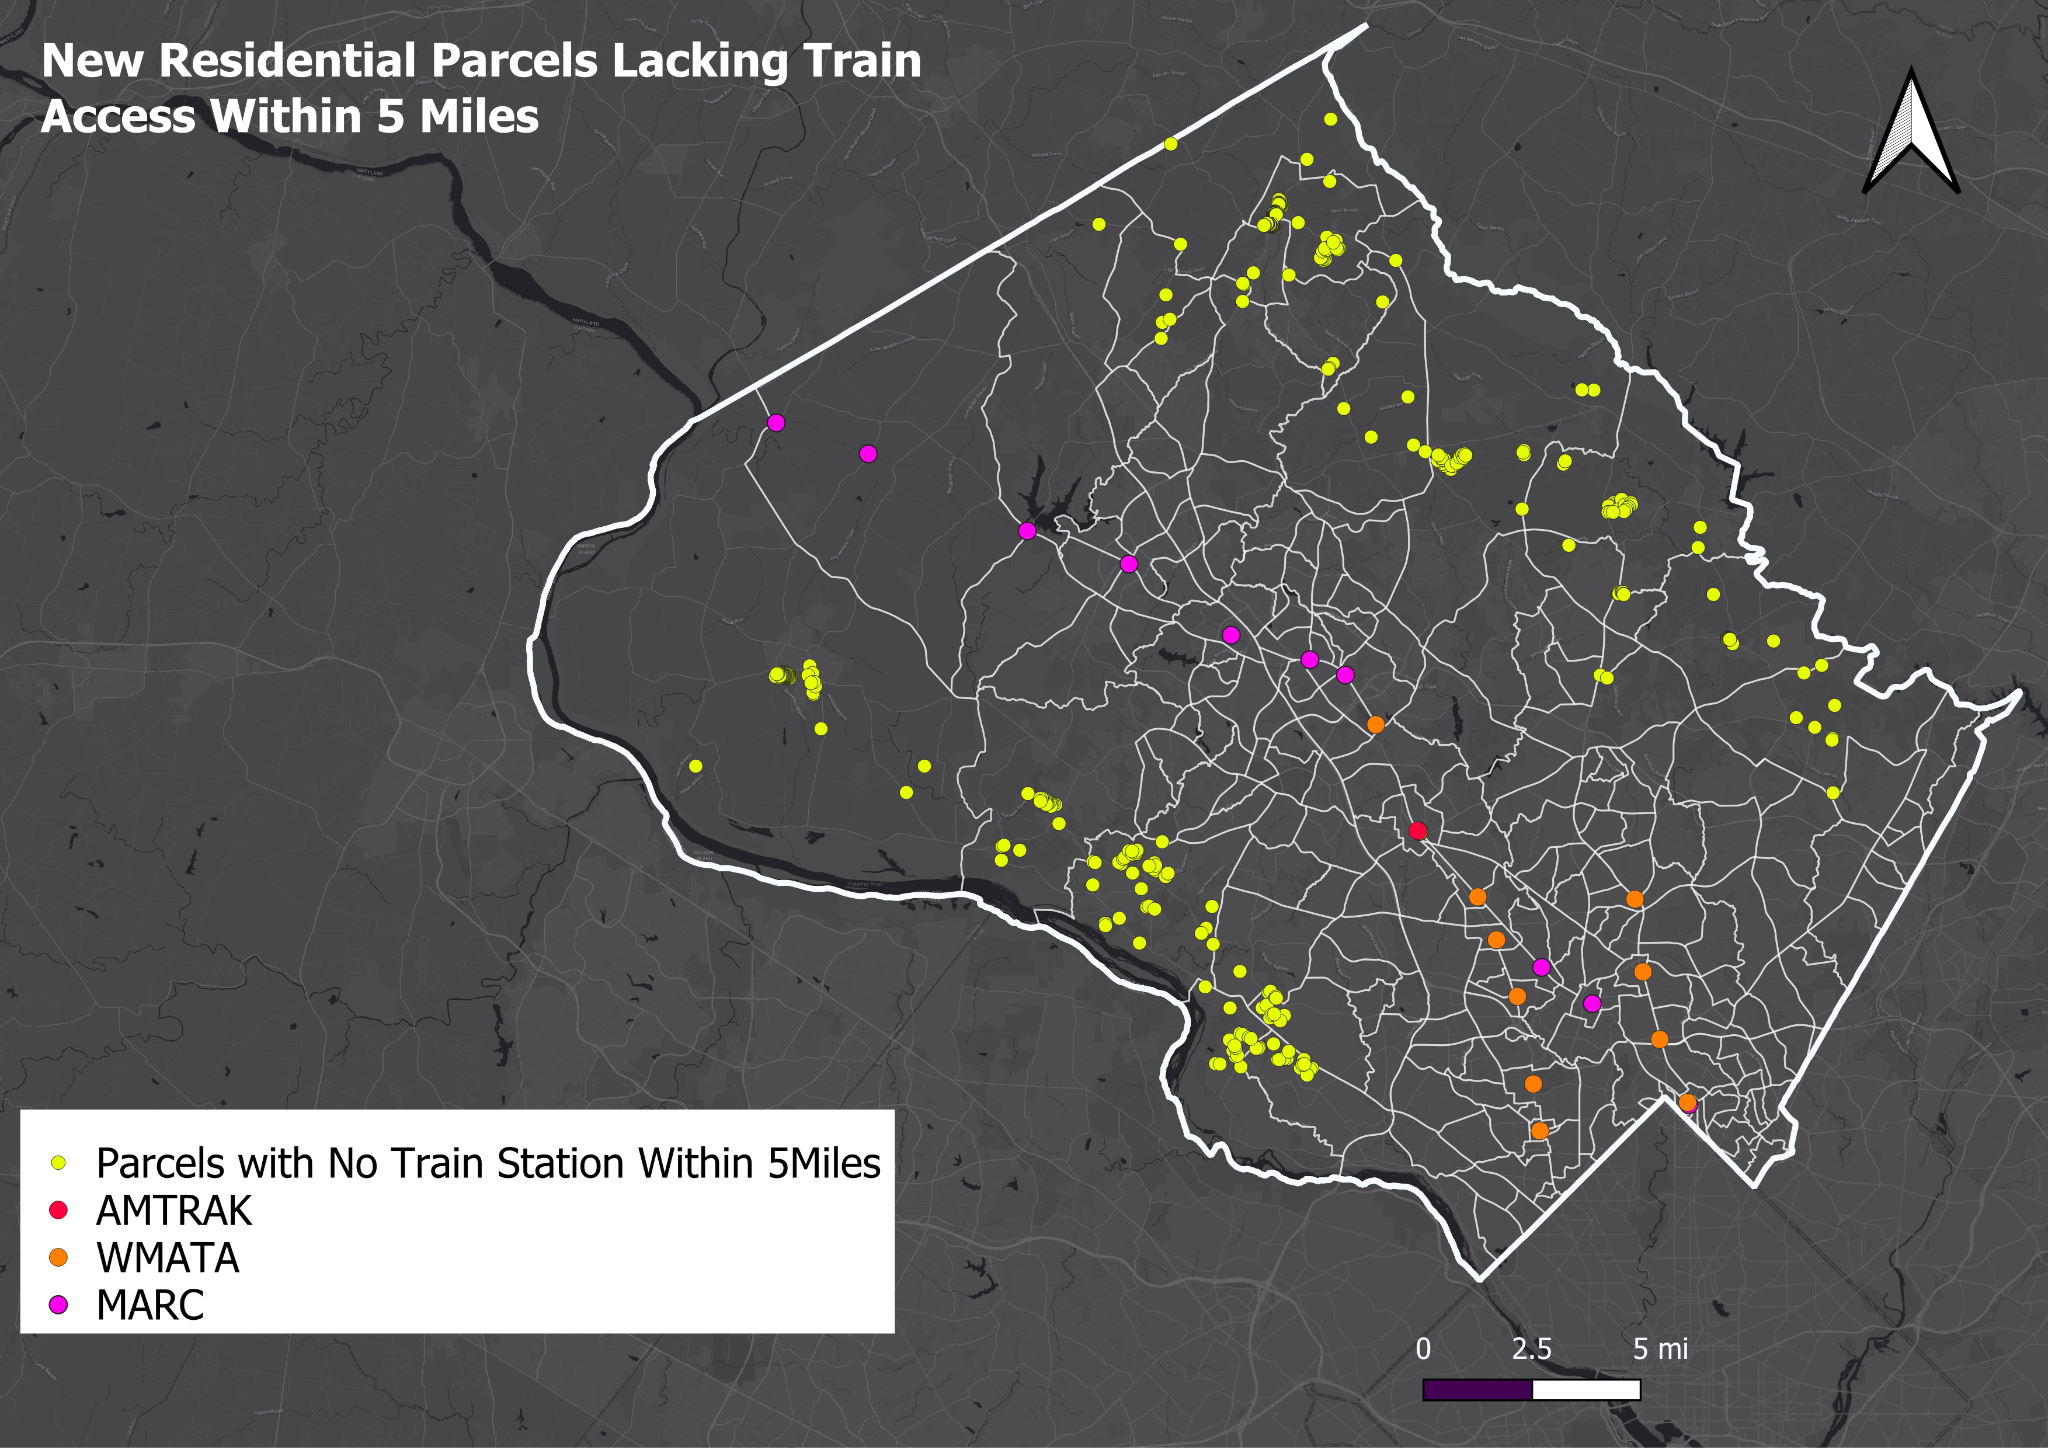 New Residential Parcels Lacking Train
Access Within 5 Miles
Parcels with No Train Station Within 5Miles
AMTRAK
WMATA
MARC
0 2.5 5 mi